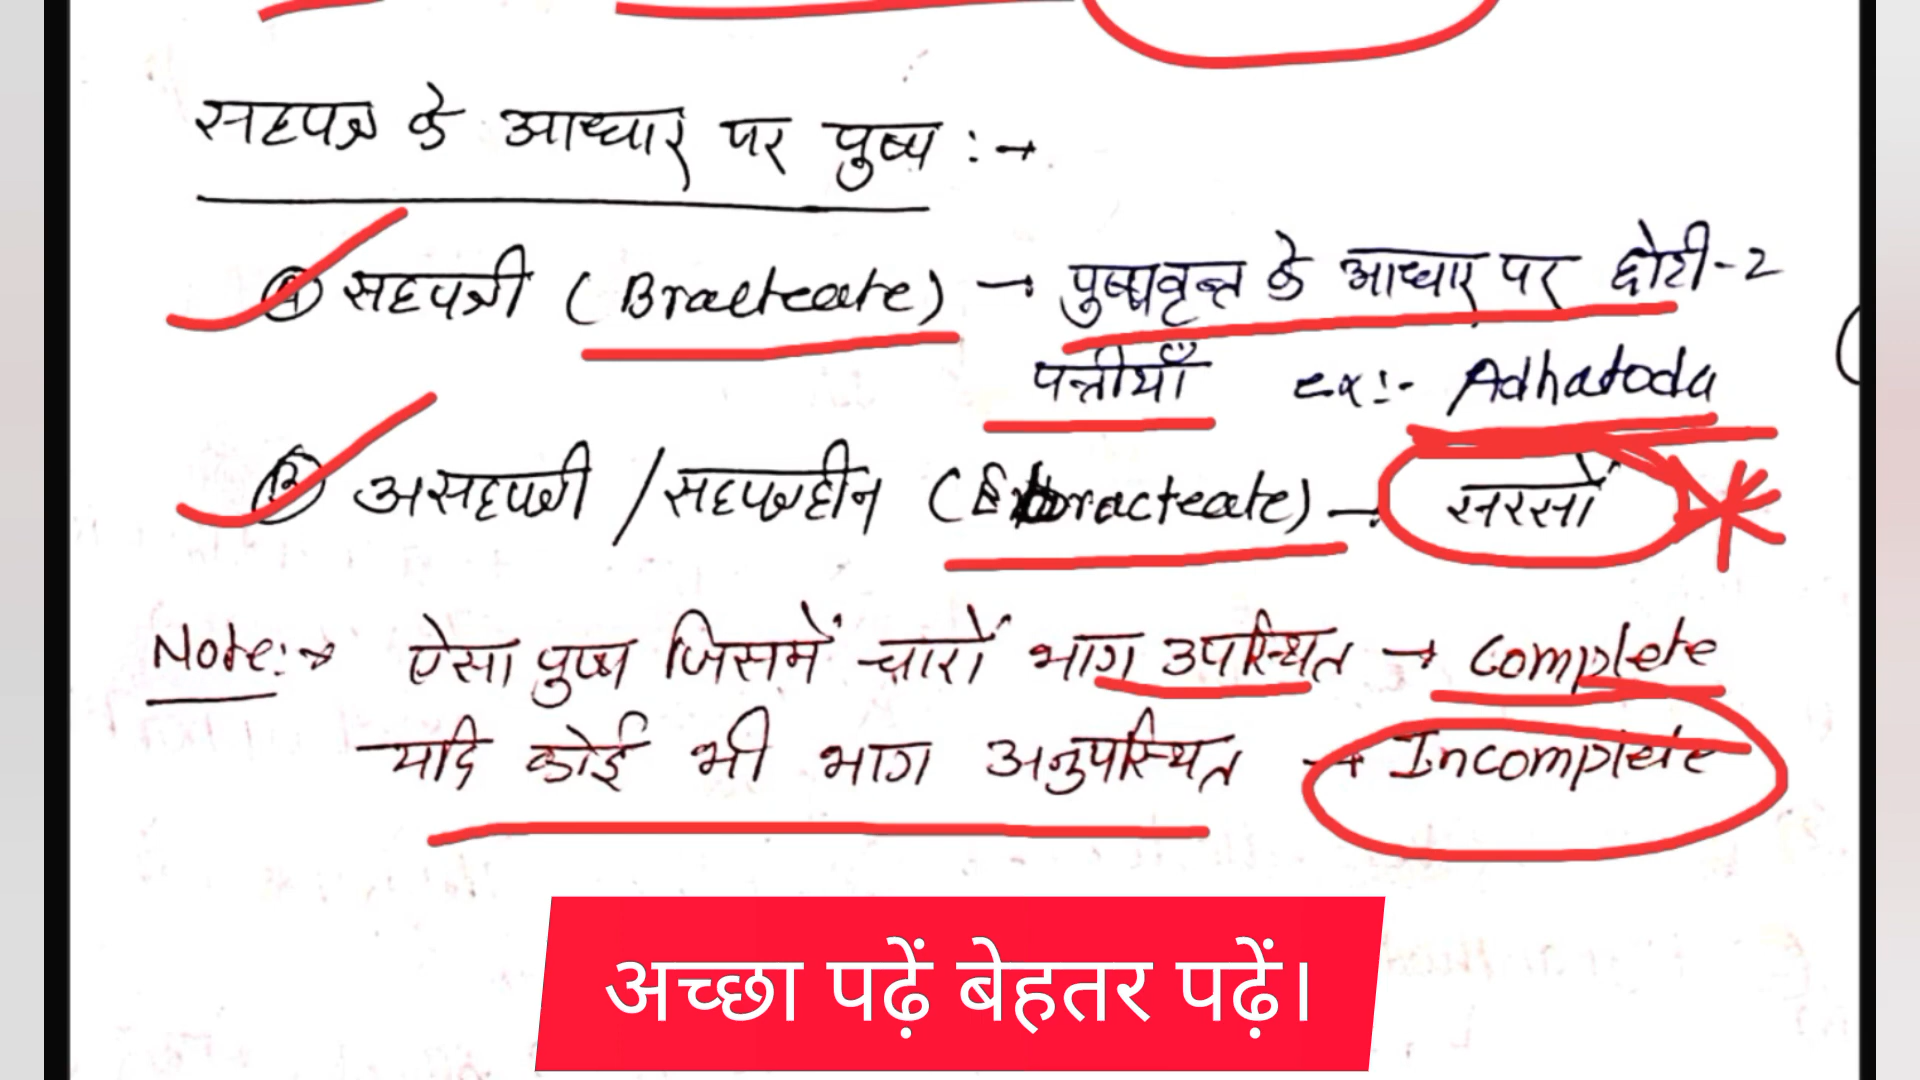 सहपत्र के आधार पर पुष्प :→
(A) सहपत्री (Bracteate) → पुष्पवृन्त के आधार पर छोटी-2
पत्तीयाँ ex:- Adhatoda
(B) असहपत्री / सहपत्रहीन (Ebracteate) → सरसों
Note:→ ऐसा पुष्प जिसमें चारों भाग उपस्थित → Complete
यदि कोई भी भाग अनुपस्थित → Incomplete
अच्छा पढ़ें बेहतर पढ़ें।